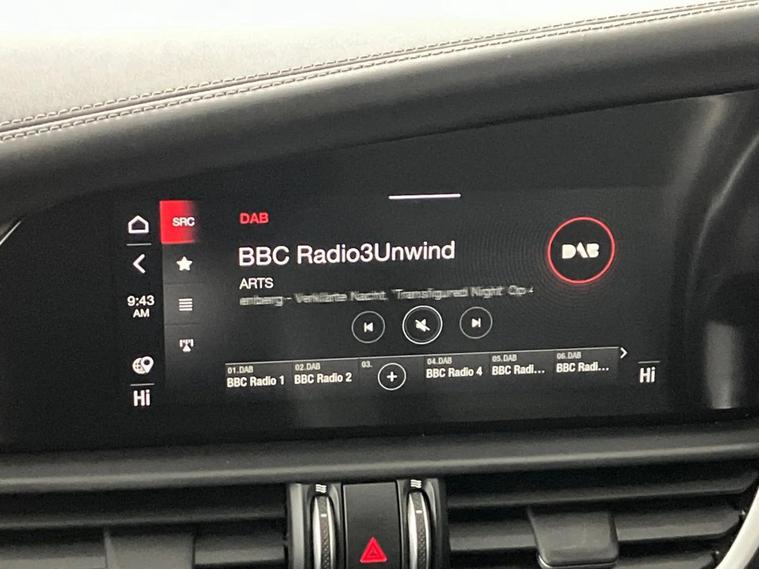 SRC
DAB
BBC Radio3Unwind
ARTS
enberg - Verklärte Nacht, 'Transfigured Night' Op 4
DAB
9:43
AM
Hi
01.DAB
BBC Radio 1
02.DAB
BBC Radio 2
03.
04.DAB
BBC Radio 4
05.DAB
BBC Radi...
06.DAB
BBC Radi...
Hi